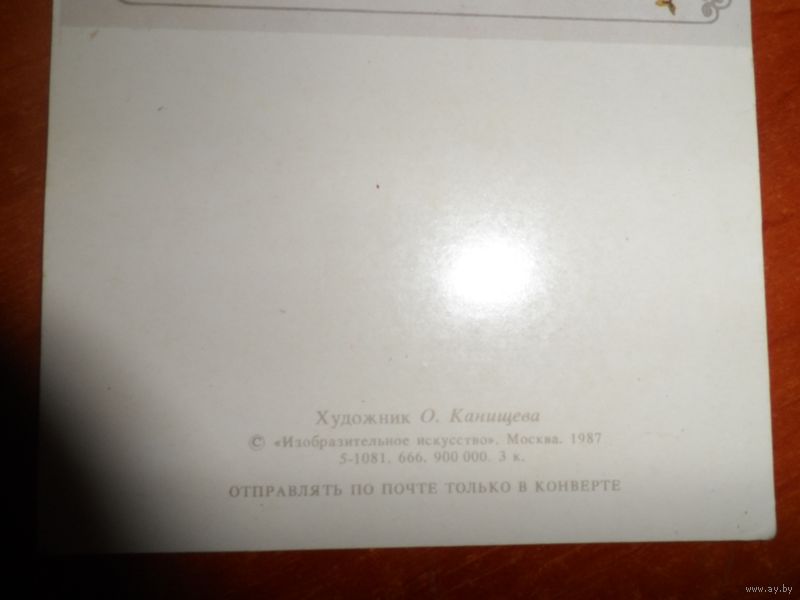 Художник О. Канищева
© «Изобразительное искусство». Москва. 1987
5-1081. 666. 900 000. 3 к.
ОТПРАВЛЯТЬ ПО ПОЧТЕ ТОЛЬКО В КОНВЕРТЕ
www.ay.by